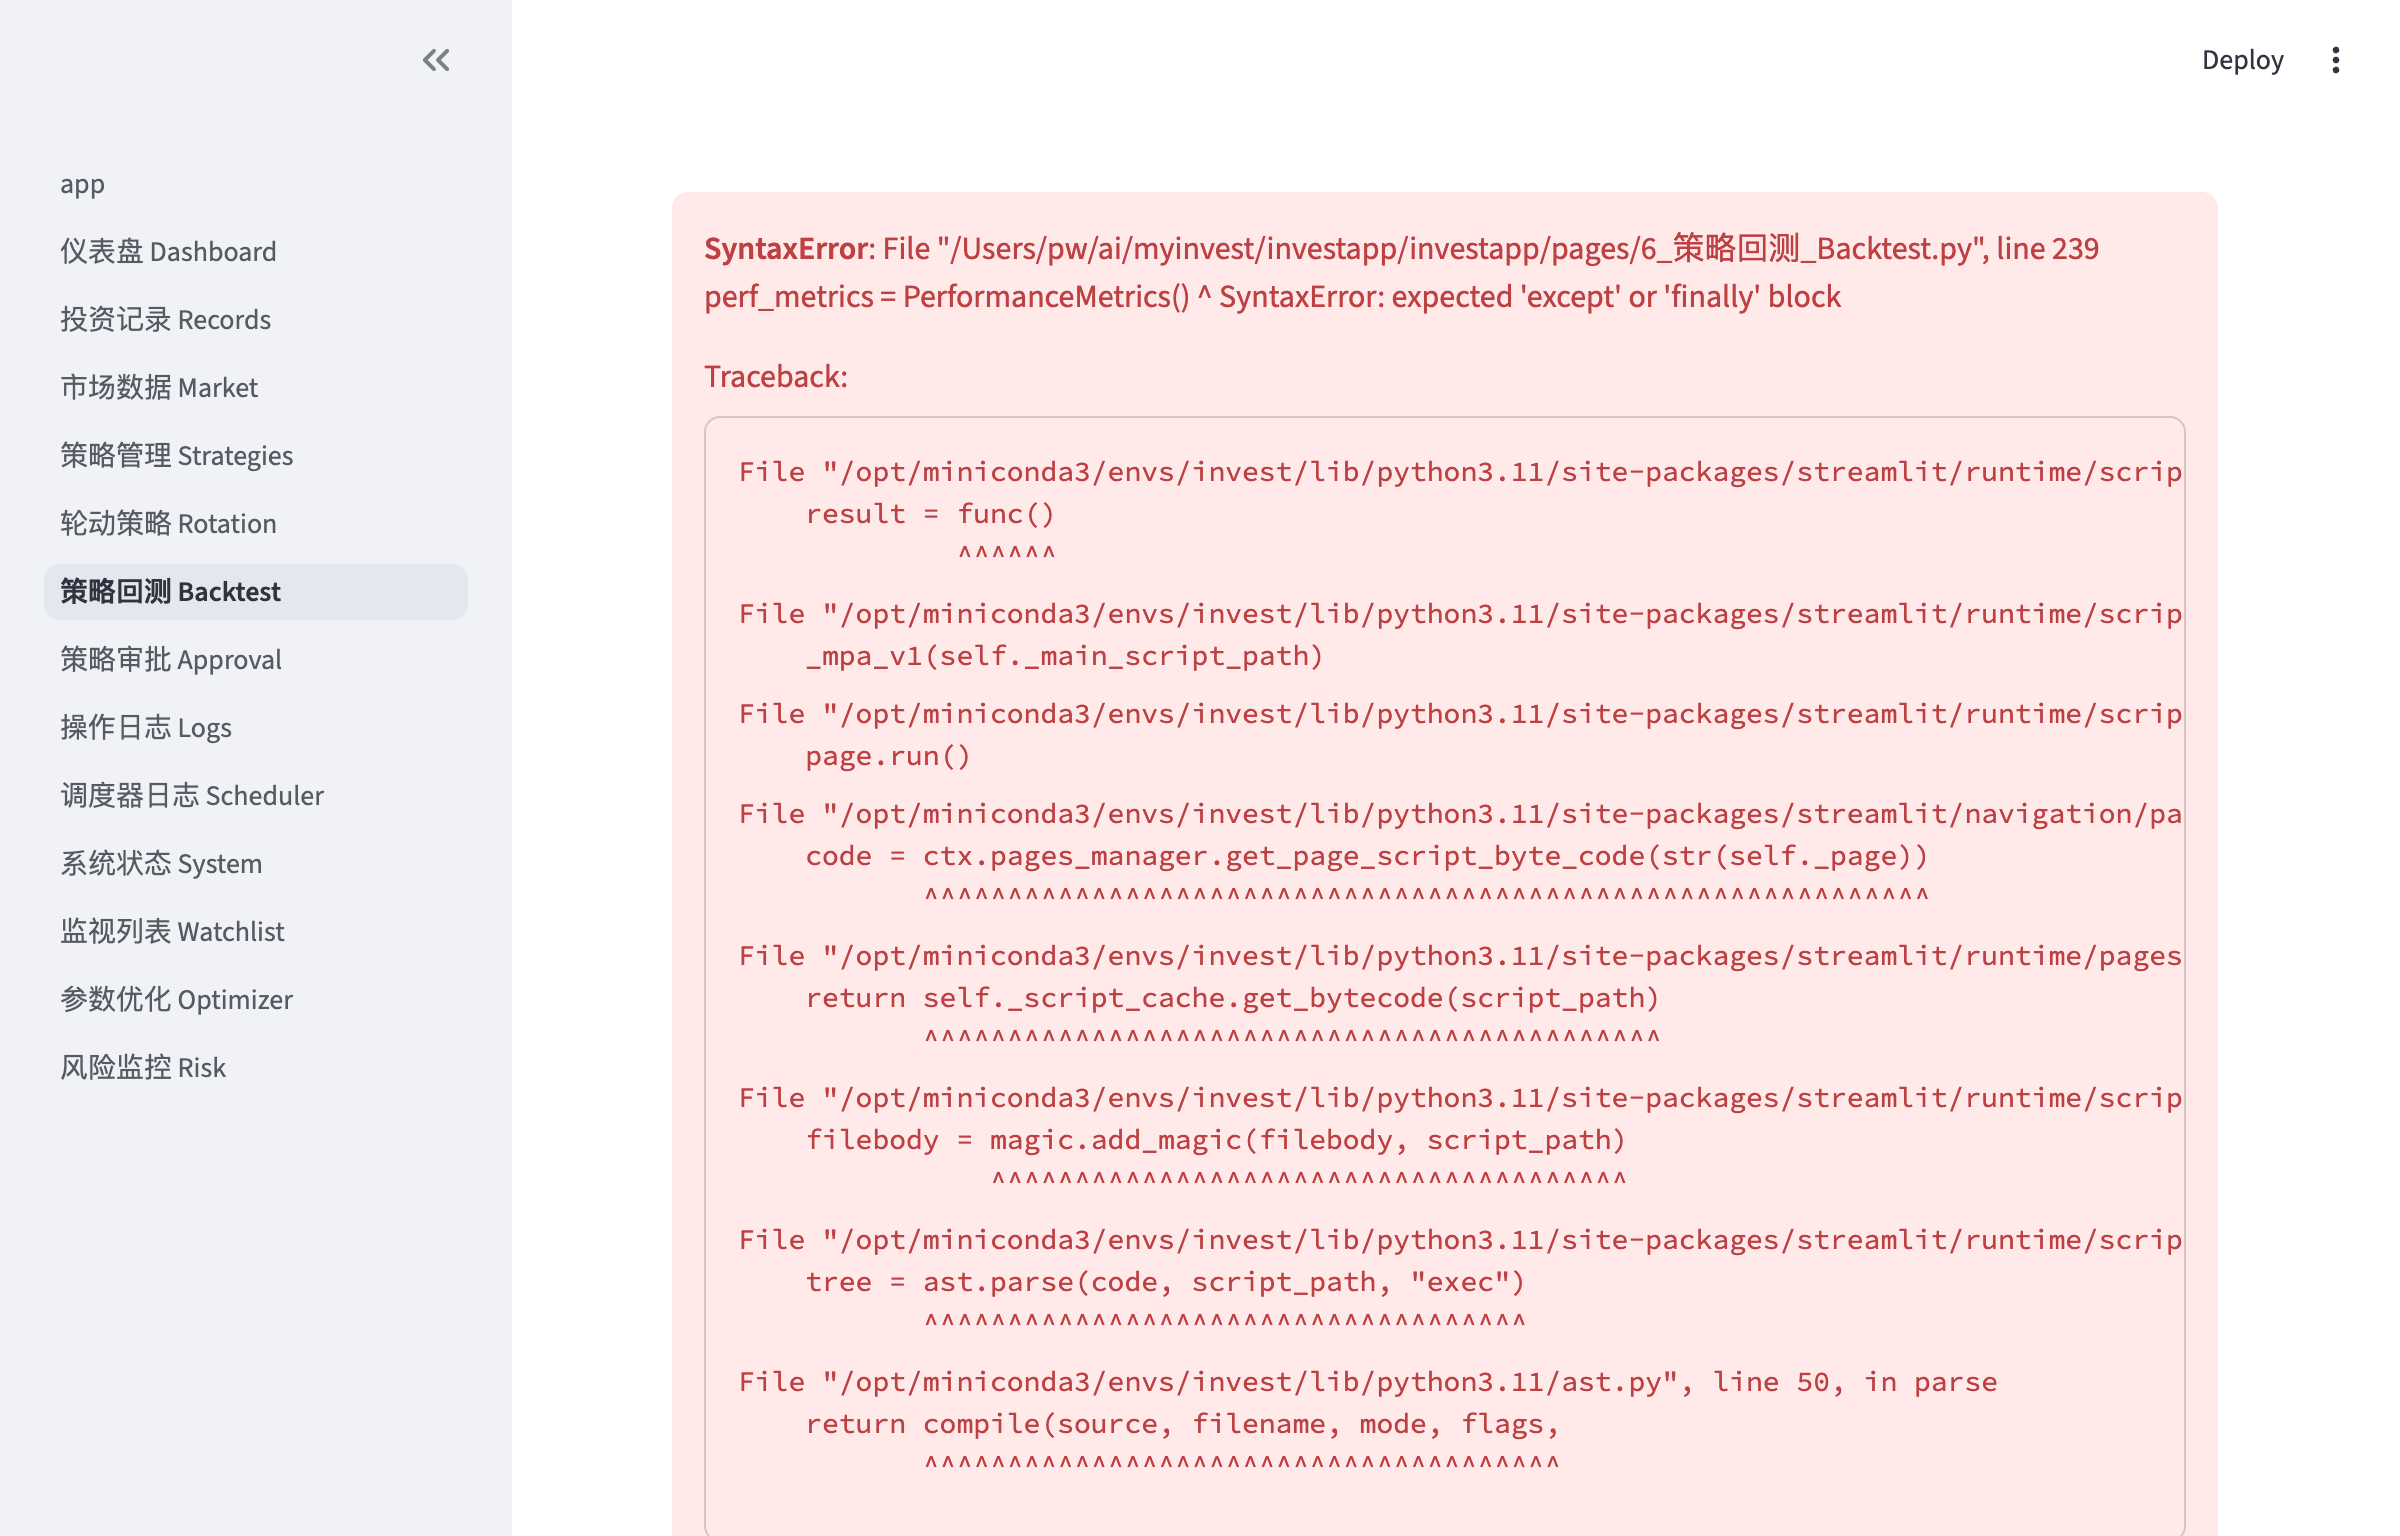 Deploy
app
仪表盘 Dashboard
投资记录 Records
市场数据 Market
策略管理 Strategies
轮动策略 Rotation
策略回测 Backtest
策略审批 Approval
操作日志 Logs
调度器日志 Scheduler
系统状态 System
监视列表 Watchlist
参数优化 Optimizer
风险监控 Risk
SyntaxError: File "/Users/pw/ai/myinvest/investapp/investapp/pages/6_策略回测_Backtest.py", line 239
perf_metrics = PerformanceMetrics() ^ SyntaxError: expected 'except' or 'finally' block
Traceback:
File "/opt/miniconda3/envs/invest/lib/python3.11/site-packages/streamlit/runtime/scrip
result = func()
^^^^^^
File "/opt/miniconda3/envs/invest/lib/python3.11/site-packages/streamlit/runtime/scrip
_mpa_v1(self._main_script_path)
File "/opt/miniconda3/envs/invest/lib/python3.11/site-packages/streamlit/runtime/scrip
page.run()
File "/opt/miniconda3/envs/invest/lib/python3.11/site-packages/streamlit/navigation/pa
code = ctx.pages_manager.get_page_script_byte_code(str(self._page))
^^^^^^^^^^^^^^^^^^^^^^^^^^^^^^^^^^^^^^^^^^^^^^^^^^^^^^^^^^^^
File "/opt/miniconda3/envs/invest/lib/python3.11/site-packages/streamlit/runtime/pages
return self._script_cache.get_bytecode(script_path)
^^^^^^^^^^^^^^^^^^^^^^^^^^^^^^^^^^^^^^^^^^^^
File "/opt/miniconda3/envs/invest/lib/python3.11/site-packages/streamlit/runtime/scrip
filebody = magic.add_magic(filebody, script_path)
^^^^^^^^^^^^^^^^^^^^^^^^^^^^^^^^^^^^^^
File "/opt/miniconda3/envs/invest/lib/python3.11/site-packages/streamlit/runtime/scrip
tree = ast.parse(code, script_path, "exec")
^^^^^^^^^^^^^^^^^^^^^^^^^^^^^^^^^^^^
File "/opt/miniconda3/envs/invest/lib/python3.11/ast.py", line 50, in parse
return compile(source, filename, mode, flags,
^^^^^^^^^^^^^^^^^^^^^^^^^^^^^^^^^^^^^^